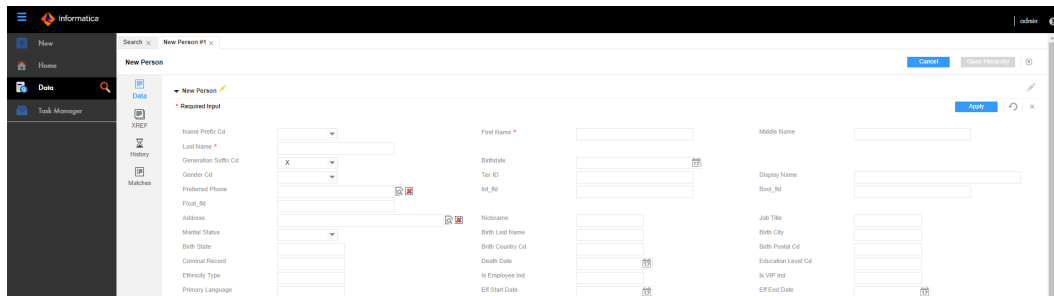 informatica
admin
New
Home
Data
Task Manager
Search ×
New Person #1 ×
New Person
Cancel
Open Hierarchy
Data
XREF
History
Matches
New Person
* Required Input
Apply
Name Prefix Cd
First Name *
Middle Name
Last Name *
Generation Suffix Cd
X
Birthdate
Gender Cd
Tax ID
Display Name
Preferred Phone
Int_fld
Bool_fld
Float_fld
Address
Nickname
Job Title
Marital Status
Birth Last Name
Birth City
Birth State
Brith Country Cd
Birth Postal Cd
Criminal Record
Death Date
Education Level Cd
Ethnicity Type
Is Employee Ind
Is VIP Ind
Primary Language
Eff Start Date
Eff End Date